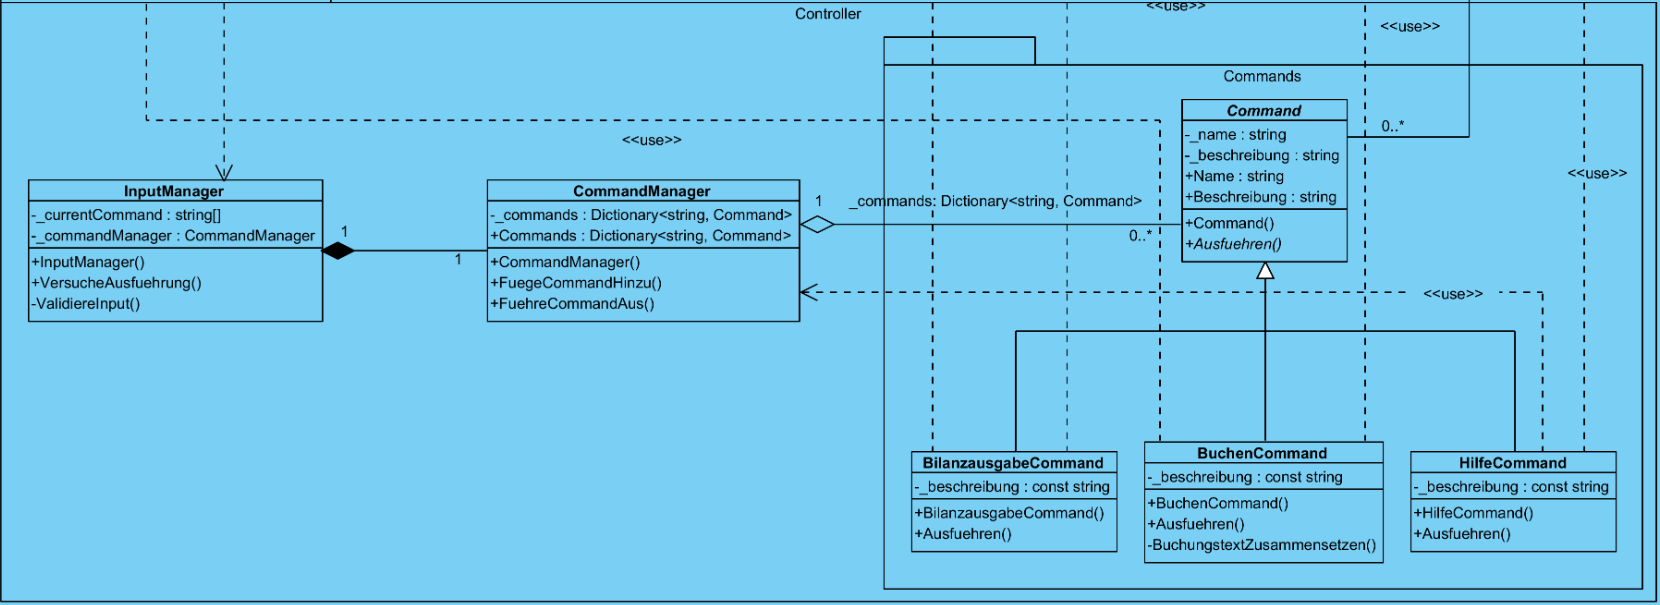 Controller
<<use>>
<<use>>
Commands
Command
-_name : string
-_beschreibung : string
+Name : string
+Beschreibung : string
+Command()
+Ausfuehren()
0..*
<<use>>
<<use>>
InputManager
-_currentCommand : string[]
-_commandManager : CommandManager
+InputManager()
+VersucheAusfuehrung()
-ValidiereInput()
1
1
CommandManager
-_commands : Dictionary<string, Command>
+Commands : Dictionary<string, Command>
+CommandManager()
+FuegeCommandHinzu()
+FuehreCommandAus()
1
_commands: Dictionary<string, Command>
0..*
<<use>>
BilanzausgabeCommand
-_beschreibung : const string
+BilanzausgabeCommand()
+Ausfuehren()
BuchenCommand
-_beschreibung : const string
+BuchenCommand()
+Ausfuehren()
-BuchungstextZusammensetzen()
HilfeCommand
-_beschreibung : const string
+HilfeCommand()
+Ausfuehren()